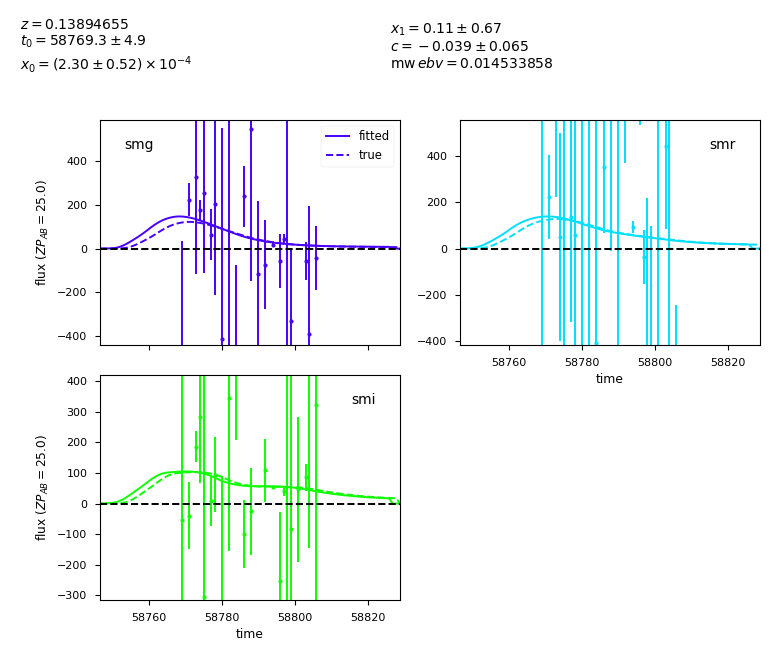 z = 0.13894655
t₀ = 58769.3 ± 4.9
x₀ = (2.30 ± 0.52) × 10⁻⁴
x₁ = 0.11 ± 0.67
c = −0.039 ± 0.065
mw ebv = 0.014533858
smg
fitted
true
400
200
0
−200
−400
flux (ZP_AB = 25.0)
smr
400
200
0
−200
−400
58760 58780 58800 58820
time
smi
400
300
200
100
0
−100
−200
−300
flux (ZP_AB = 25.0)
58760 58780 58800 58820
time